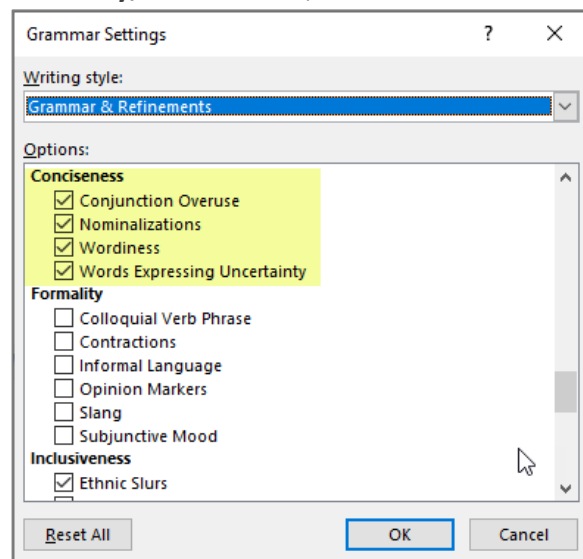 Grammar Settings ? ×
Writing style:
Grammar & Refinements
Options:
Conciseness
Conjunction Overuse
Nominalizations
Wordiness
Words Expressing Uncertainty
Formality
Colloquial Verb Phrase
Contractions
Informal Language
Opinion Markers
Slang
Subjunctive Mood
Inclusiveness
Ethnic Slurs
Reset All OK Cancel